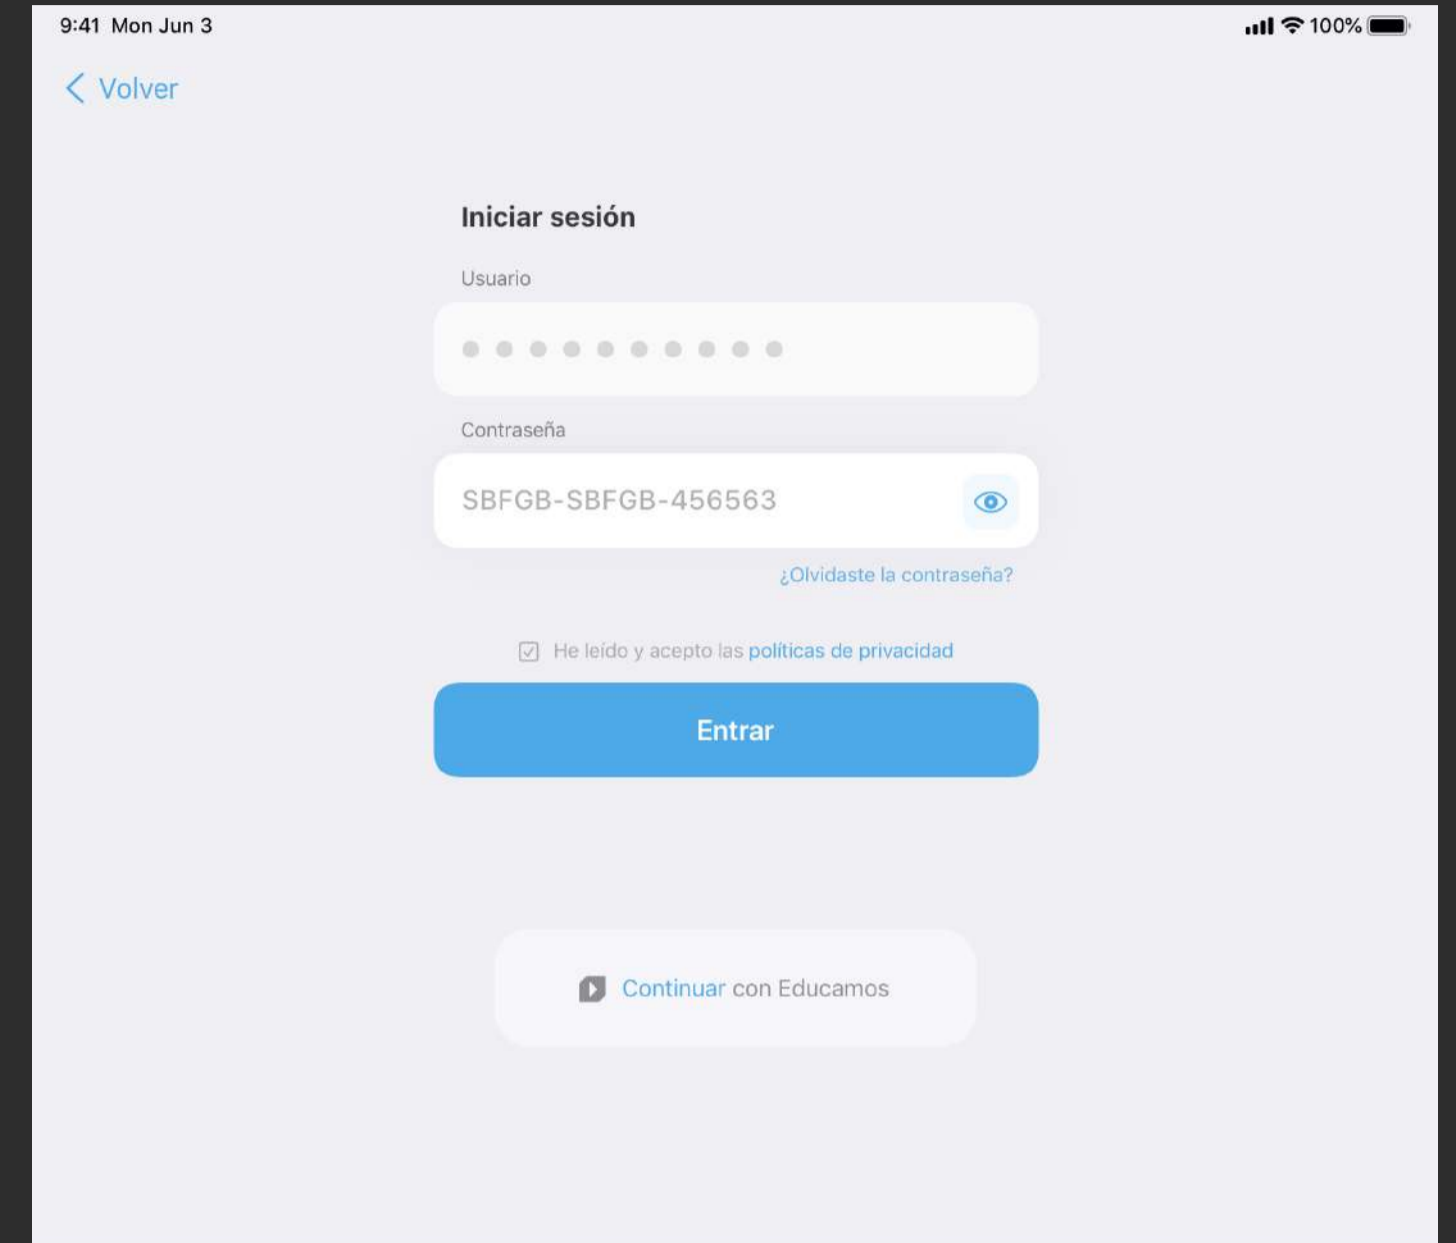 9:41 Mon Jun 3
100%
Volver
Iniciar sesión
Usuario
Contraseña
SBFGB-SBFGB-456563
¿Olvidaste la contraseña?
He leído y acepto las políticas de privacidad
Entrar
Continuar con Educamos